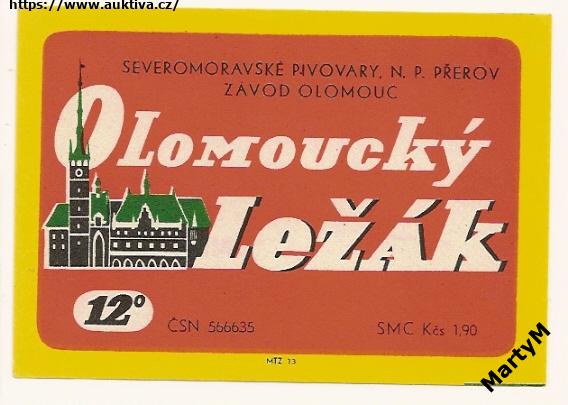 https://www.auktiva.cz/
SEVEROMORAVSKÉ PIVOVARY, N. P. PŘEROV
ZÁVOD OLOMOUC
OLOMOUCKÝ
LEŽÁK
12°
ČSN 566635
SMC Kčs 1,90
MTZ 13
MartyM